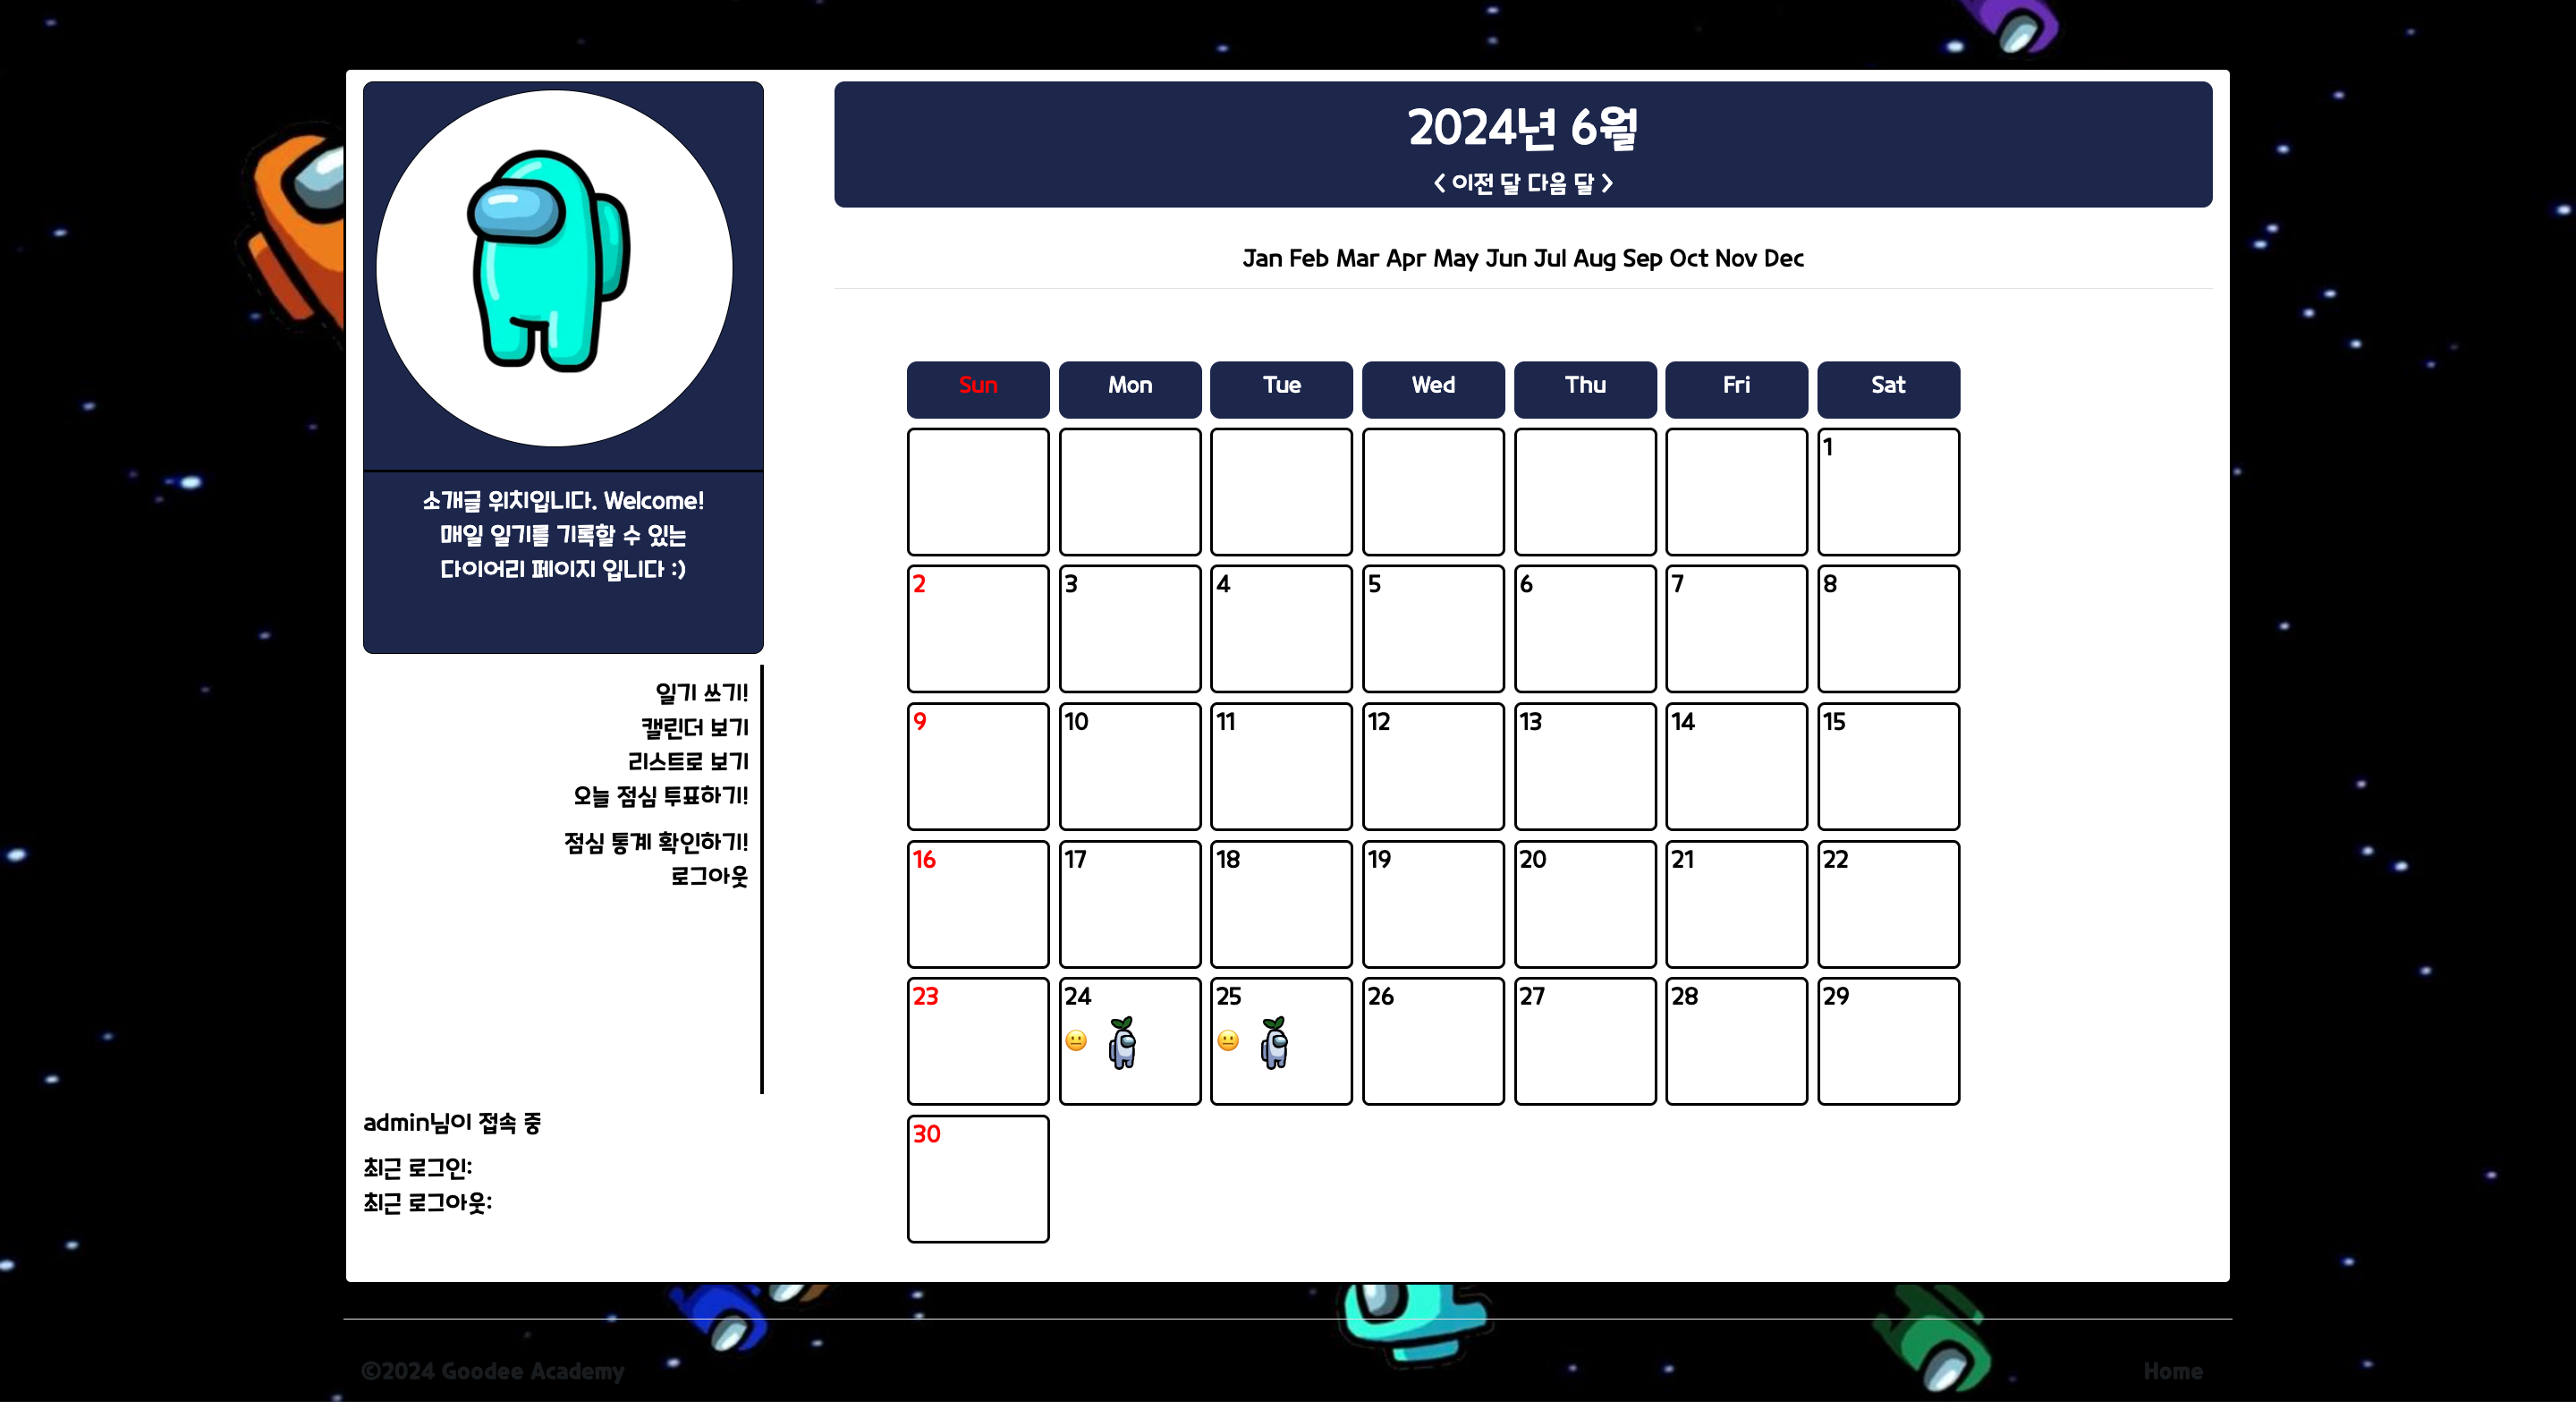 소개글 위치입니다. Welcome!
매일 일기를 기록할 수 있는
다이어리 페이지 입니다 :)
일기 쓰기!
캘린더 보기
리스트로 보기
오늘 점심 투표하기!
점심 통계 확인하기!
로그아웃
admin님이 접속 중
최근 로그인:
최근 로그아웃:
2024년 6월
< 이전 달 다음 달 >
Jan Feb Mar Apr May Jun Jul Aug Sep Oct Nov Dec
Sun Mon Tue Wed Thu Fri Sat
1
2 3 4 5 6 7 8
9 10 11 12 13 14 15
16 17 18 19 20 21 22
23 24 25 26 27 28 29
30
©2024 Goodee Academy
Home